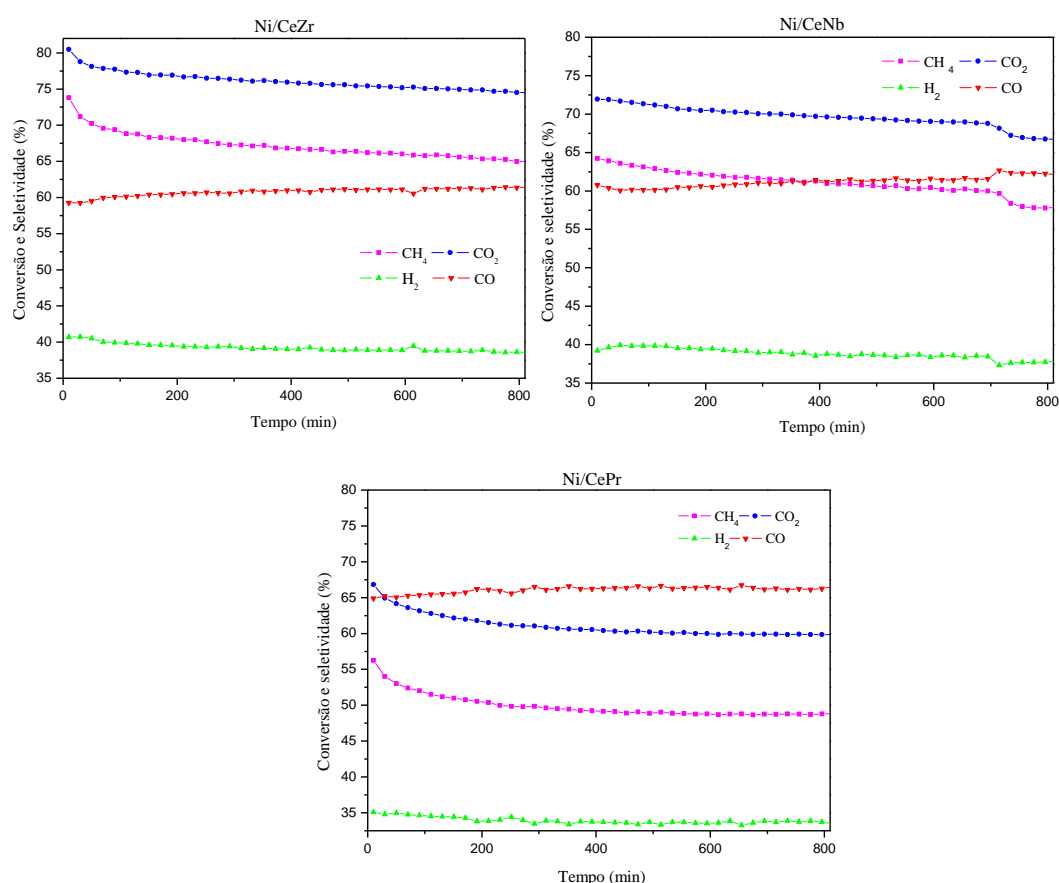 Ni/CeZr
Conversão e Seletividade (%)
80
75
70
65
60
55
50
45
40
35
CH₄ CO₂
H₂ CO
0 200 400 600 800
Tempo (min)
Ni/CeNb
Conversão e seletividade (%)
80
75
70
65
60
55
50
45
40
35
CH₄ CO₂
H₂ CO
0 200 400 600 800
Tempo (min)
Ni/CePr
Conversão e seletividade (%)
80
75
70
65
60
55
50
45
40
35
CH₄ CO₂
H₂ CO
0 200 400 600 800
Tempo (min)